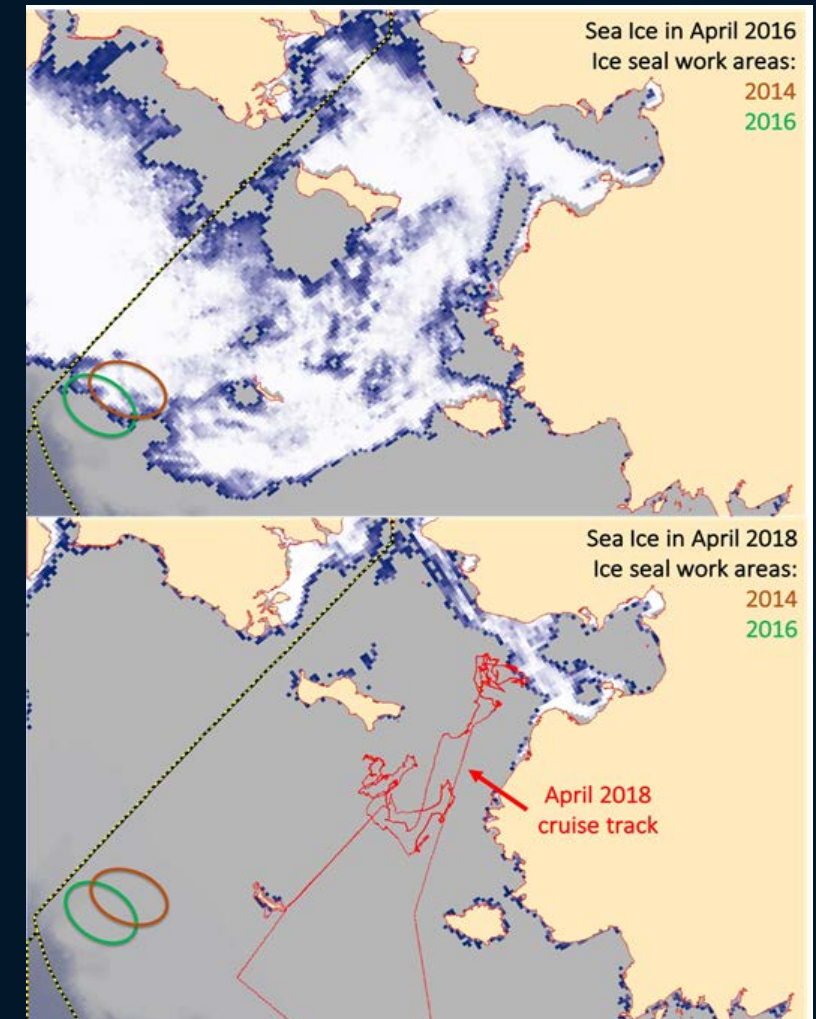 Sea Ice in April 2016
Ice seal work areas:
2014
2016
Sea Ice in April 2018
Ice seal work areas:
2014
2016
April 2018
cruise track